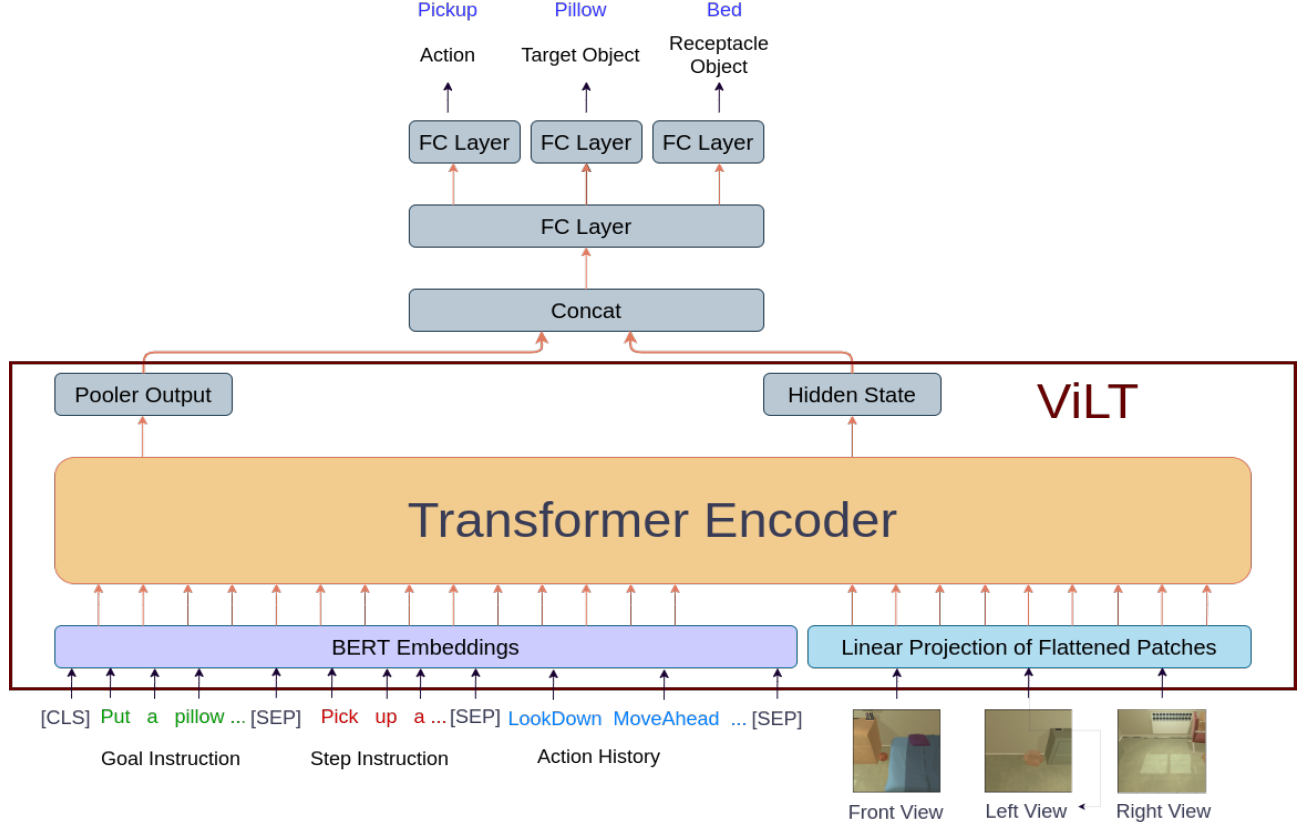 Pickup Pillow Bed
Action Target Object Receptacle Object
FC Layer FC Layer FC Layer
FC Layer
Concat
Pooler Output Hidden State ViLT
Transformer Encoder
BERT Embeddings Linear Projection of Flattened Patches
[CLS] Put a pillow ... [SEP] Pick up a ... [SEP] LookDown MoveAhead ... [SEP]
Goal Instruction Step Instruction Action History
Front View Left View Right View